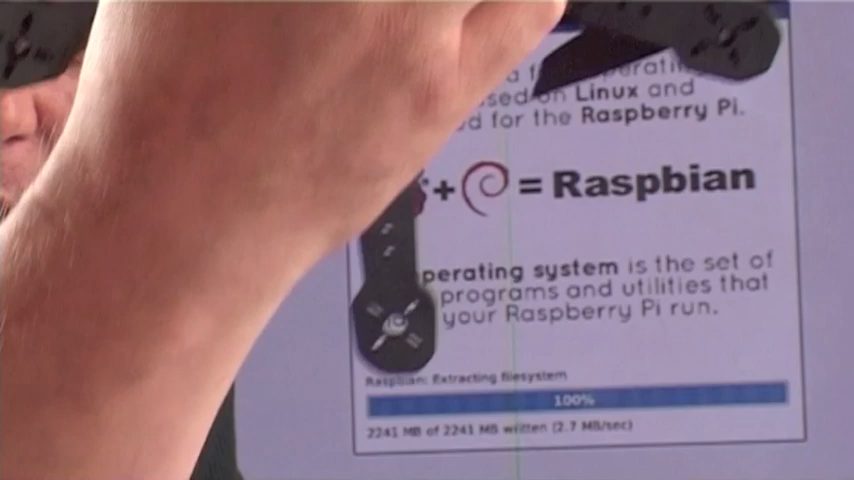 Linux and
for the Raspberry Pi.
+ = Raspbian
operating system is the set of
programs and utilities that
your Raspberry Pi run.
Raspbian: Extracting filesystem
100%
2241 MB of 2241 MB written (2.7 MB/sec)